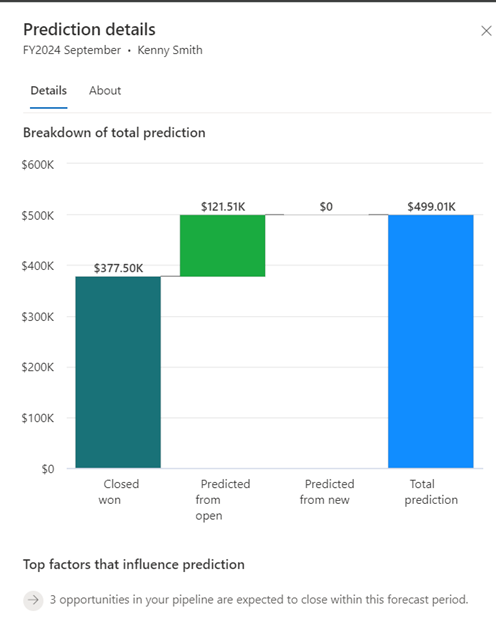 Prediction details
FY2024 September • Kenny Smith
Details About
Breakdown of total prediction
$600K
$500K
$400K
$300K
$200K
$100K
$0
$377.50K
$121.51K
$0
$499.01K
Closed
won
Predicted
from
open
Predicted
from new
Total
prediction
Top factors that influence prediction
3 opportunities in your pipeline are expected to close within this forecast period.